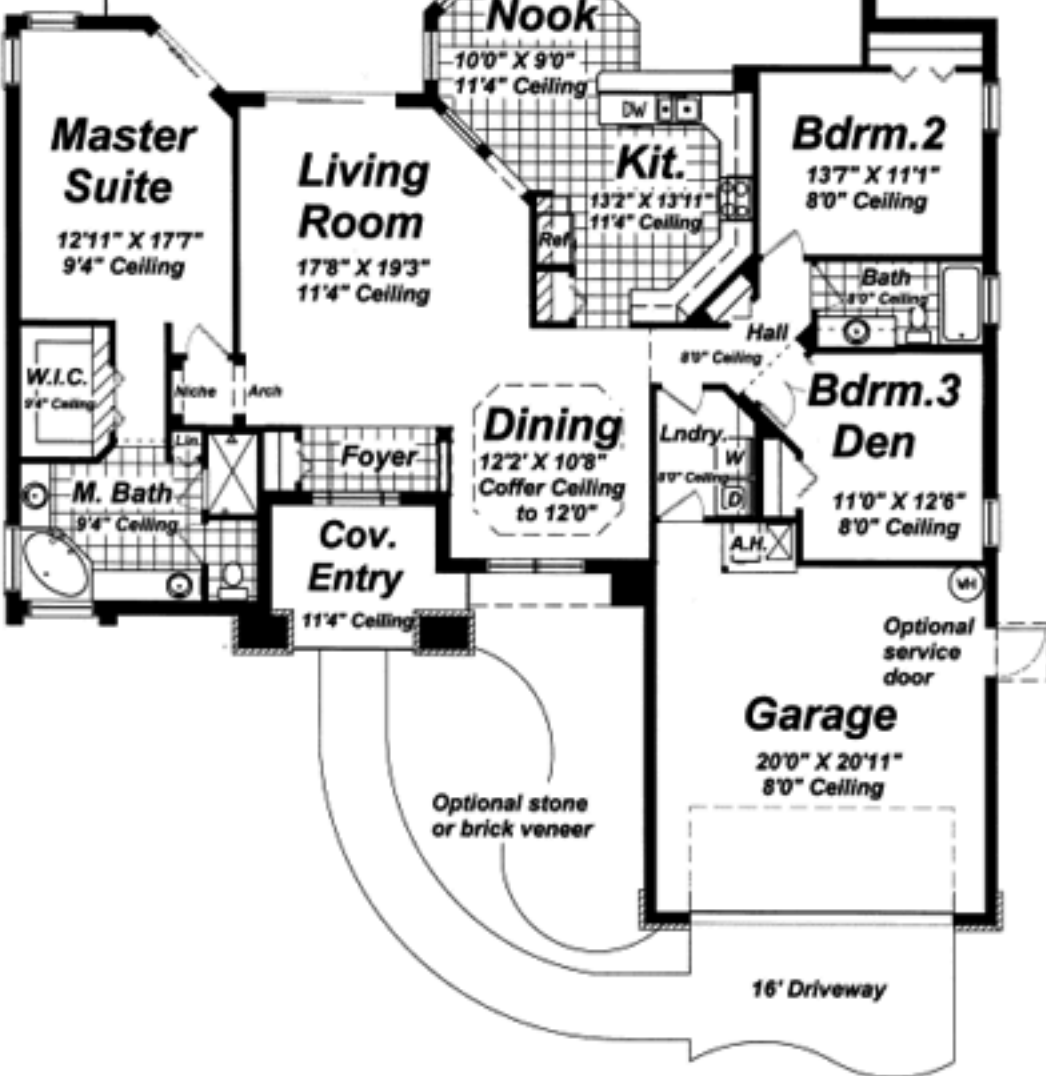 Nook
10'0" X 9'0"
11'4" Ceiling
DW
Master
Suite
12'11" X 17'7"
9'4" Ceiling
Living
Room
17'8" X 19'3"
11'4" Ceiling
Kit.
13'2" X 13'11"
11'4" Ceiling
Ref
Bdrm.2
13'7" X 11'1"
8'0" Ceiling
Bath
8'0" Ceiling
Hall
8'0" Ceiling
W.I.C.
9'4" Ceiling
Niche
Arch
Bdrm.3
Den
11'0" X 12'6"
8'0" Ceiling
Dining
12'2' X 10'8"
Coffer Ceiling
to 12'0"
Lndry.
8'0" Ceiling
W
D
Lin.
Foyer
M. Bath
9'4" Ceiling
Cov.
Entry
11'4" Ceiling
A.H.
WH
Optional
service
door
Garage
20'0" X 20'11"
8'0" Ceiling
Optional stone
or brick veneer
16' Driveway